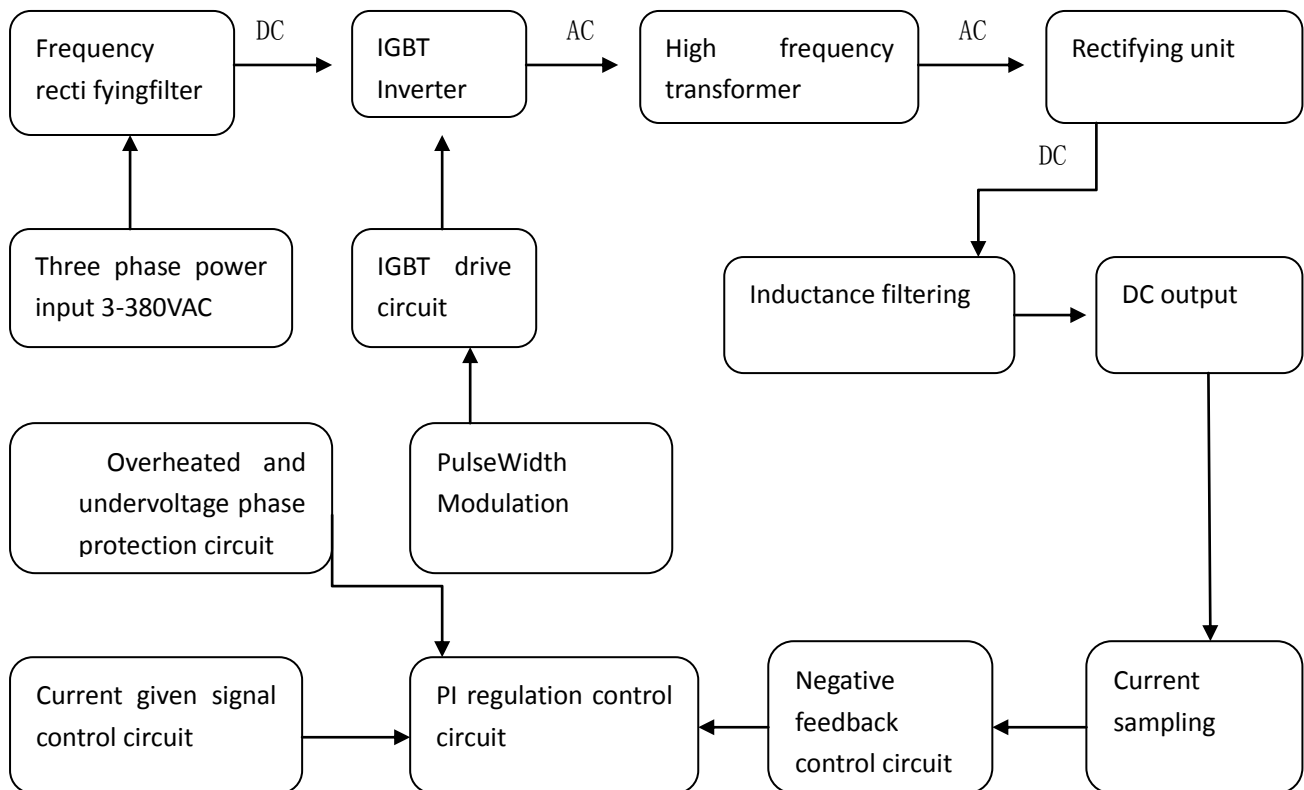 DC
AC
AC
Frequency
recti fyingfilter
IGBT
Inverter
High frequency
transformer
Rectifying unit
DC
Three phase power
input 3-380VAC
IGBT drive
circuit
Inductance filtering
DC output
Overheated and
undervoltage phase
protection circuit
PulseWidth
Modulation
Current given signal
control circuit
PI regulation control
circuit
Negative
feedback
control circuit
Current
sampling